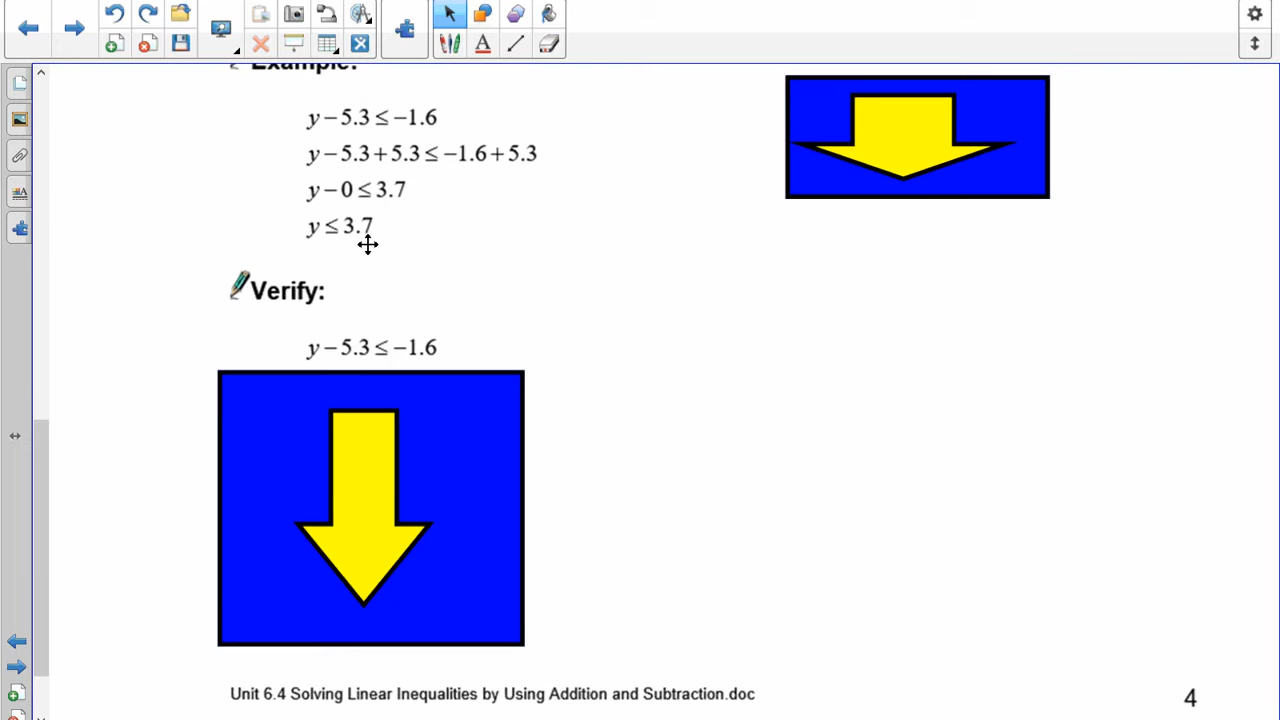 Example:
y − 5.3 ≤ −1.6
y − 5.3 + 5.3 ≤ −1.6 + 5.3
y − 0 ≤ 3.7
y ≤ 3.7
Verify:
y − 5.3 ≤ −1.6
Unit 6.4 Solving Linear Inequalities by Using Addition and Subtraction.doc
4